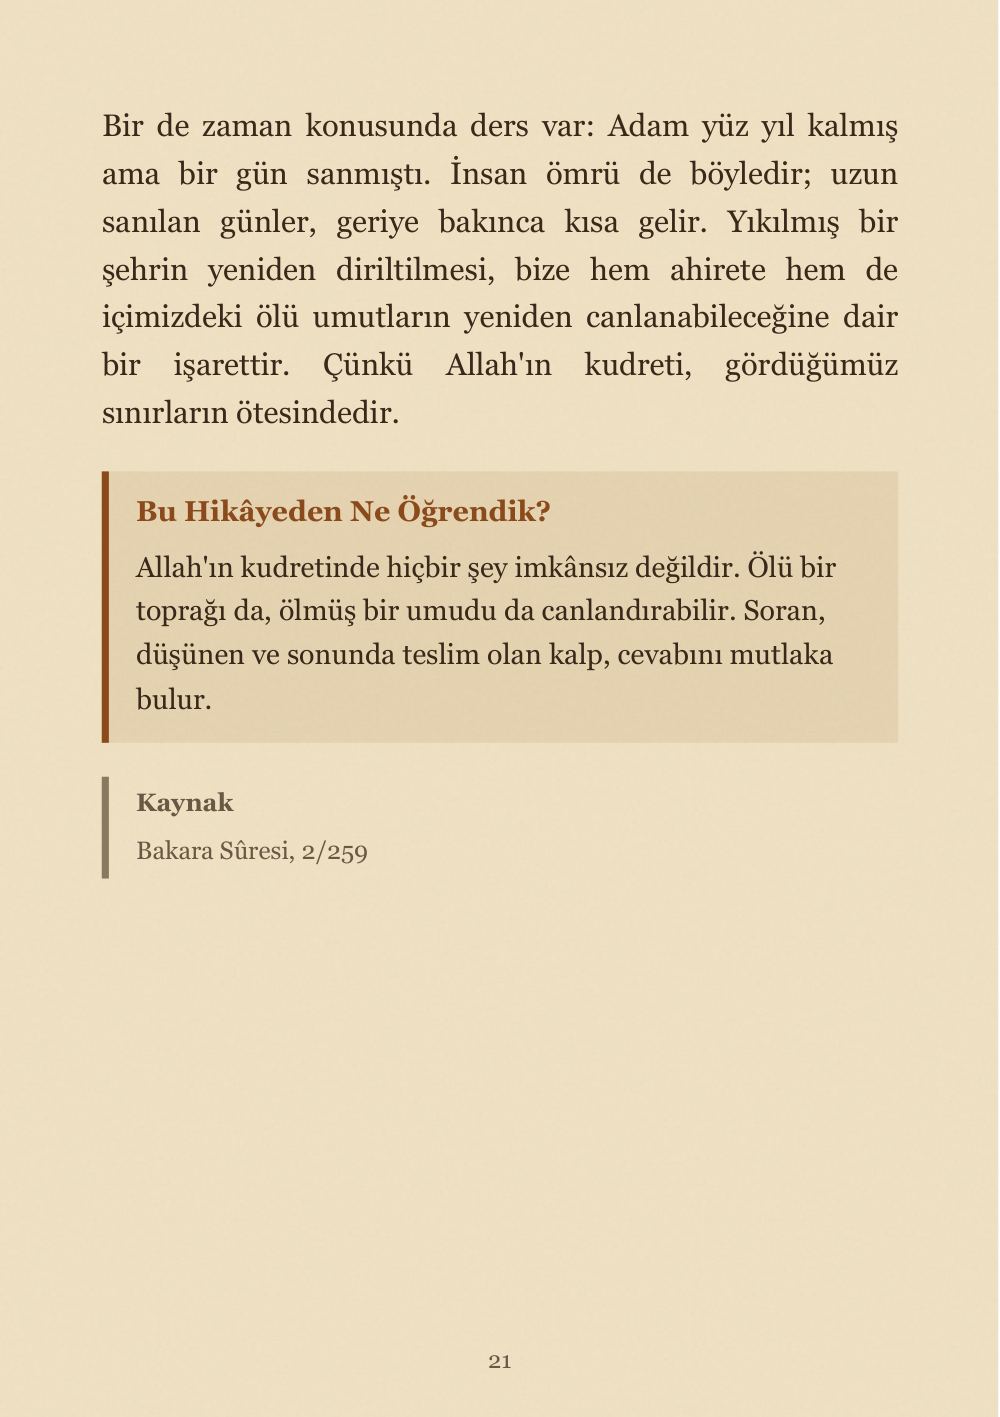 Bir de zaman konusunda ders var: Adam yüz yıl kalmış
ama bir gün sanmıştı. İnsan ömrü de böyledir; uzun
sanılan günler, geriye bakınca kısa gelir. Yıkılmış bir
şehrin yeniden diriltilmesi, bize hem ahirete hem de
içimizdeki ölü umutların yeniden canlanabileceğine dair
bir işarettir. Çünkü Allah'ın kudreti, gördüğümüz
sınırların ötesindedir.
Bu Hikâyeden Ne Öğrendik?
Allah'ın kudretinde hiçbir şey imkânsız değildir. Ölü bir
toprağı da, ölmüş bir umudu da canlandırabilir. Soran,
düşünen ve sonunda teslim olan kalp, cevabını mutlaka
bulur.
Kaynak
Bakara Sûresi, 2/259
21